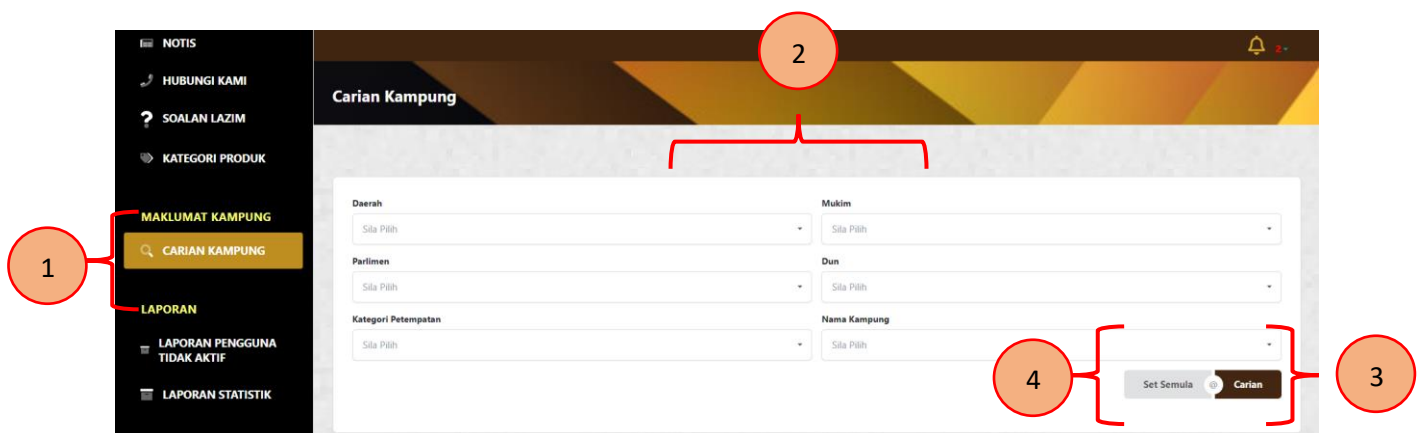 NOTIS
HUBUNGI KAMI
SOALAN LAZIM
KATEGORI PRODUK
MAKLUMAT KAMPUNG
CARIAN KAMPUNG
LAPORAN
LAPORAN PENGGUNA
TIDAK AKTIF
LAPORAN STATISTIK
1
2
2
Carian Kampung
Daerah
Sila Pilih
Mukim
Sila Pilih
Parlimen
Sila Pilih
Dun
Sila Pilih
Kategori Petempatan
Sila Pilih
Nama Kampung
Sila Pilih
4
Set Semula @ Carian
3